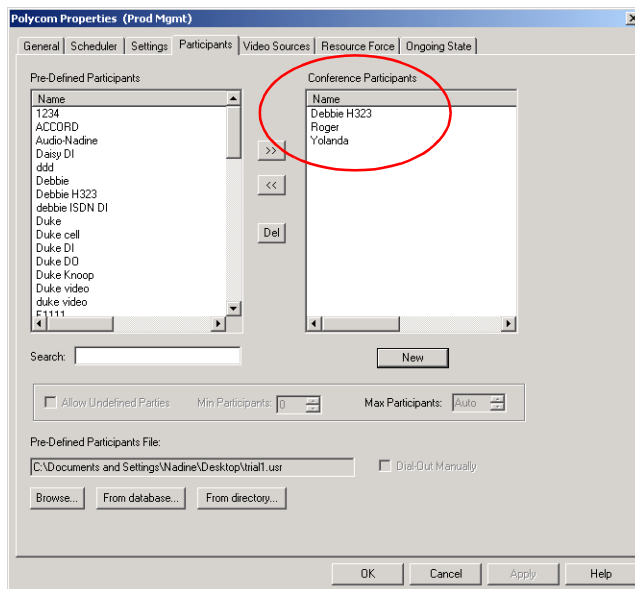 Polycom Properties (Prod Mgmt)
General Scheduler Settings Participants Video Sources Resource Force Ongoing State
Pre-Defined Participants
Name
1234
ACCORD
Audio-Nadine
Daisy DI
ddd
Debbie
Debbie H323
debbie ISDN DI
Duke
Duke cell
Duke DI
Duke DO
Duke Knoop
Duke video
duke video
F1111
>>
<<
Del
Conference Participants
Name
Debbie H323
Roger
Yolanda
Search:
New
Allow Undefined Parties Min Participants: 0 Max Participants: Auto
Pre-Defined Participants File:
C:\Documents and Settings\Nadine\Desktop\trial1.usr
Dial-Out Manually
Browse... From database... From directory...
OK Cancel Apply Help